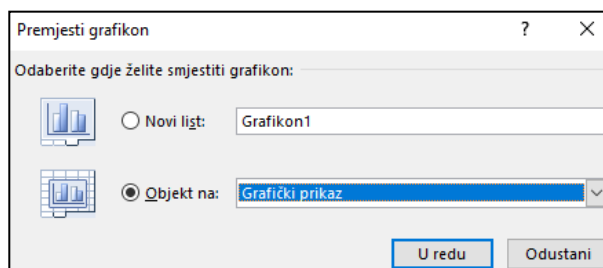 Premjesti grafikon ? ×
Odaberite gdje želite smjestiti grafikon:
Novi list: Grafikon1
Objekt na: Grafički prikaz
U redu Odustani